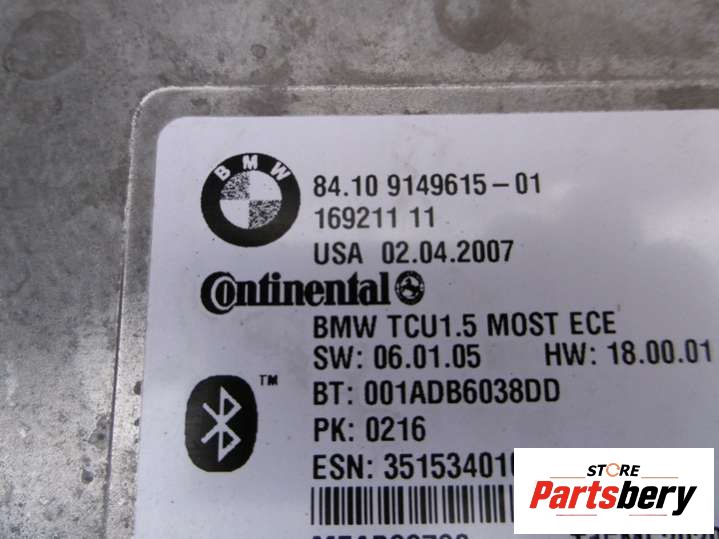 BMW
84.10 9149615-01
169211 11
USA 02.04.2007
Continental
BMW TCU1.5 MOST ECE
SW: 06.01.05 HW: 18.00.01
TM
BT: 001ADB6038DD
PK: 0216
ESN: 35153401
STORE
Partsbery